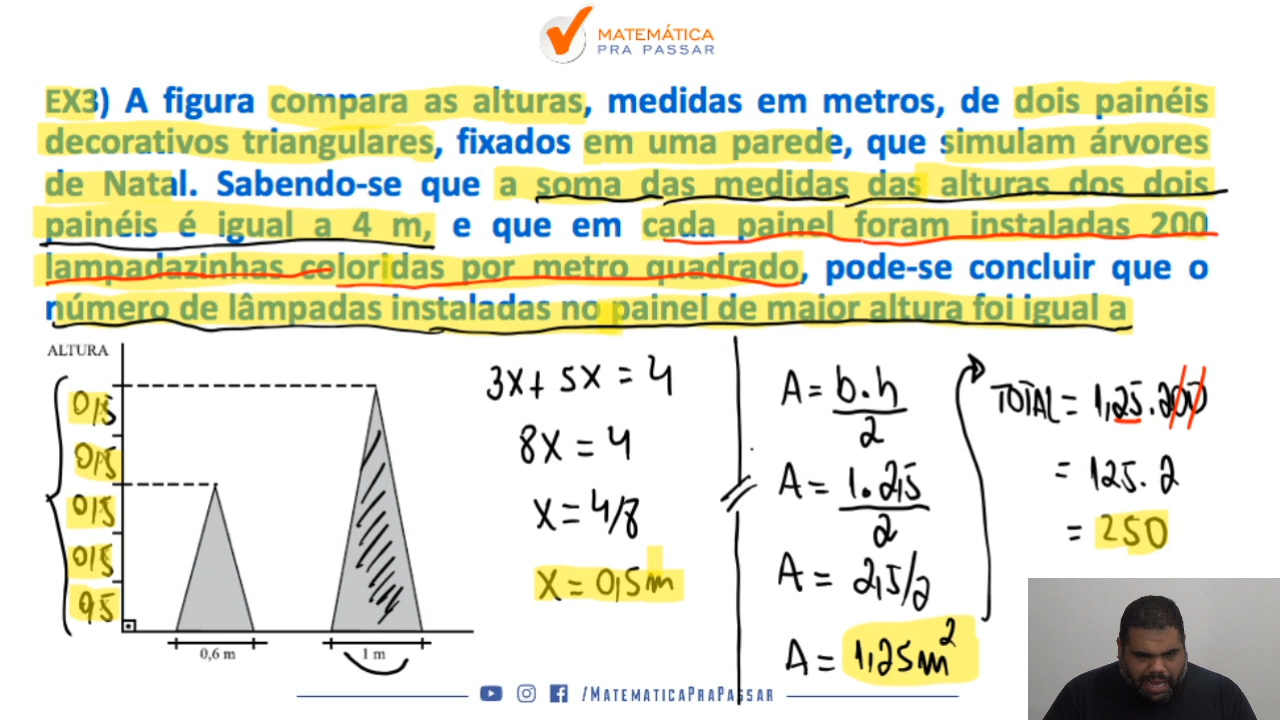 MATEMÁTICA
PRA PASSAR
EX3) A figura compara as alturas, medidas em metros, de dois painéis
decorativos triangulares, fixados em uma parede, que simulam árvores
de Natal. Sabendo-se que a soma das medidas das alturas dos dois
painéis é igual a 4 m, e que em cada painel foram instaladas 200
lampadazinhas coloridas por metro quadrado, pode-se concluir que o
número de lâmpadas instaladas no painel de maior altura foi igual a
ALTURA
0,5
0,5
0,5
0,5
0,5
0,6 m
1 m
3X + 5X = 4
8X = 4
X = 4/8
X = 0,5m
A = b.h/2
A = 1.2,5/2
A = 2,5/2
A = 1,25m²
TOTAL = 1,25.200
= 125.2
= 250
/MatematicaPraPassar